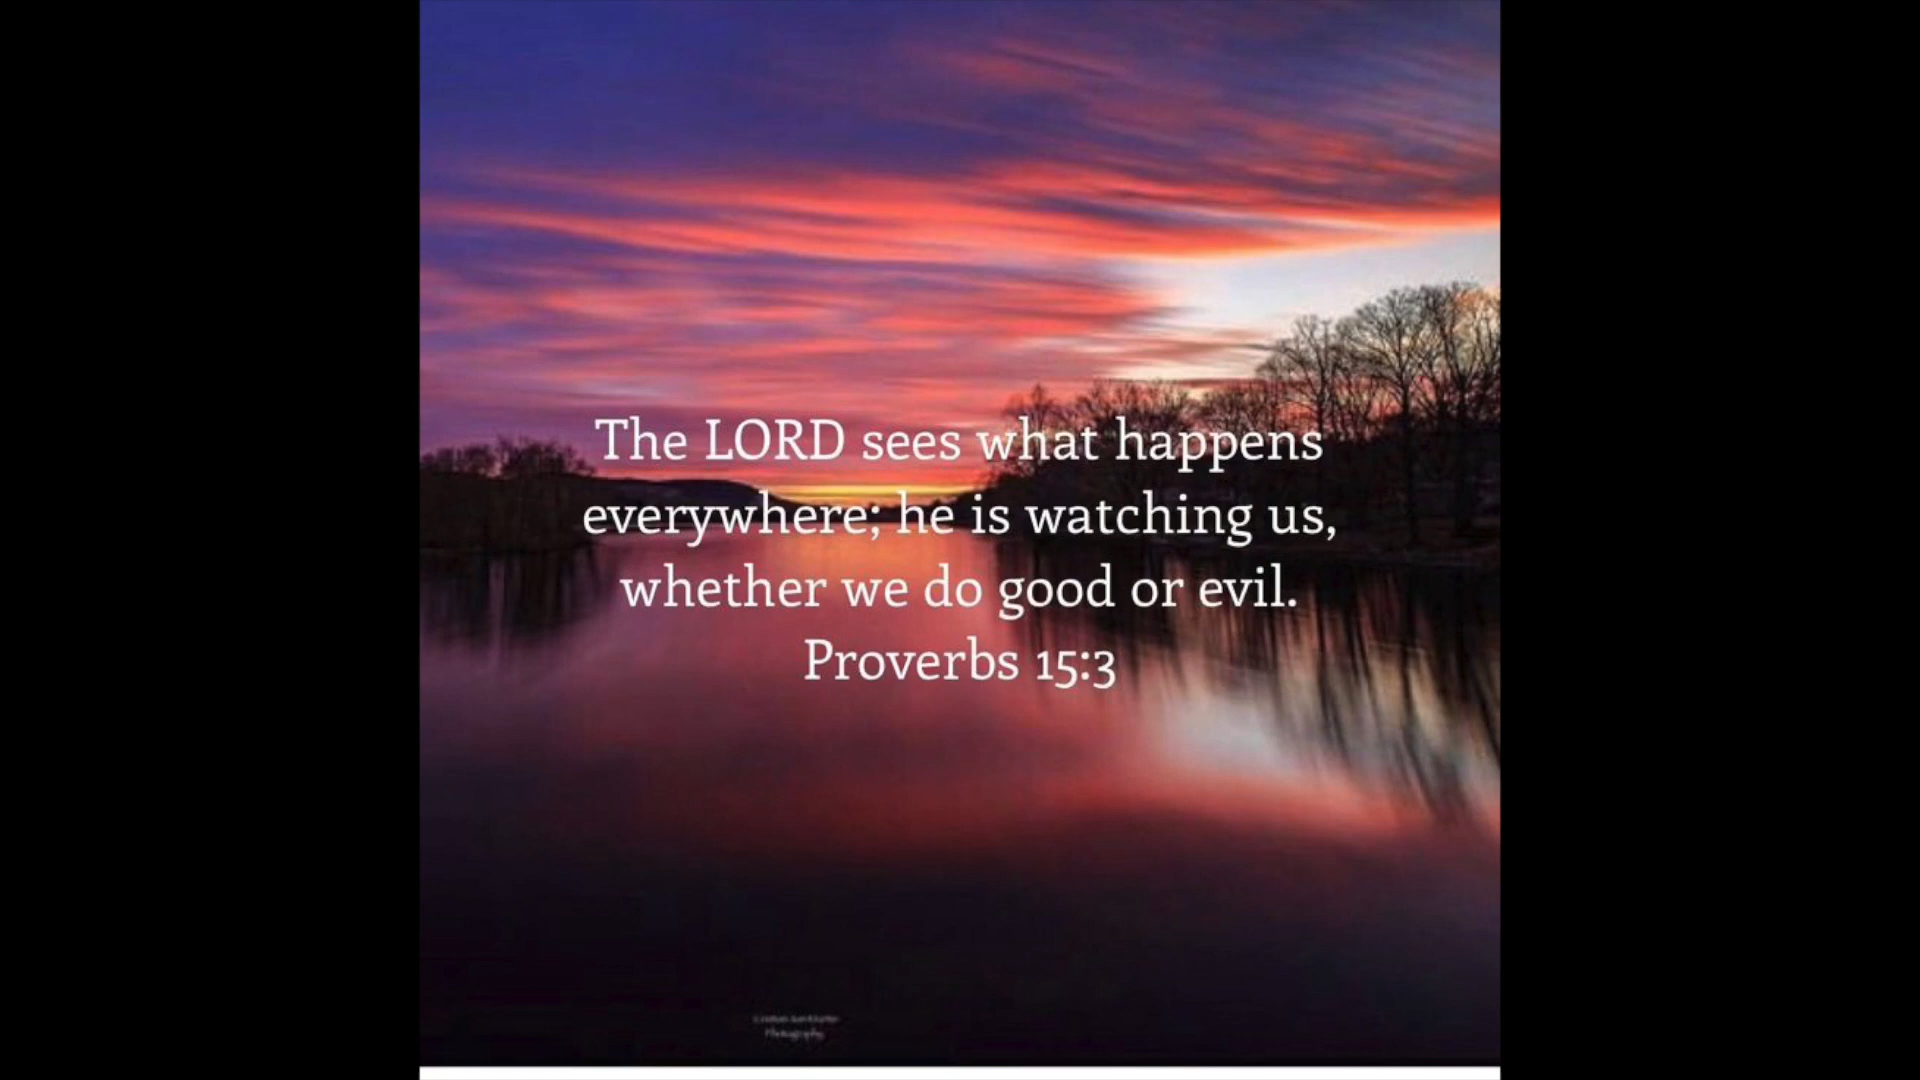 The LORD sees what happens
everywhere; he is watching us,
whether we do good or evil.
Proverbs 15:3
Photography